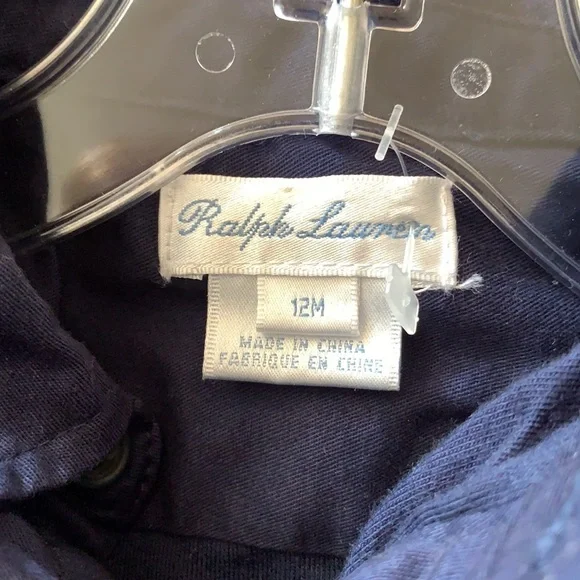 Ralph Lauren
12M
MADE IN CHINA
FABRIQUE EN CHINE